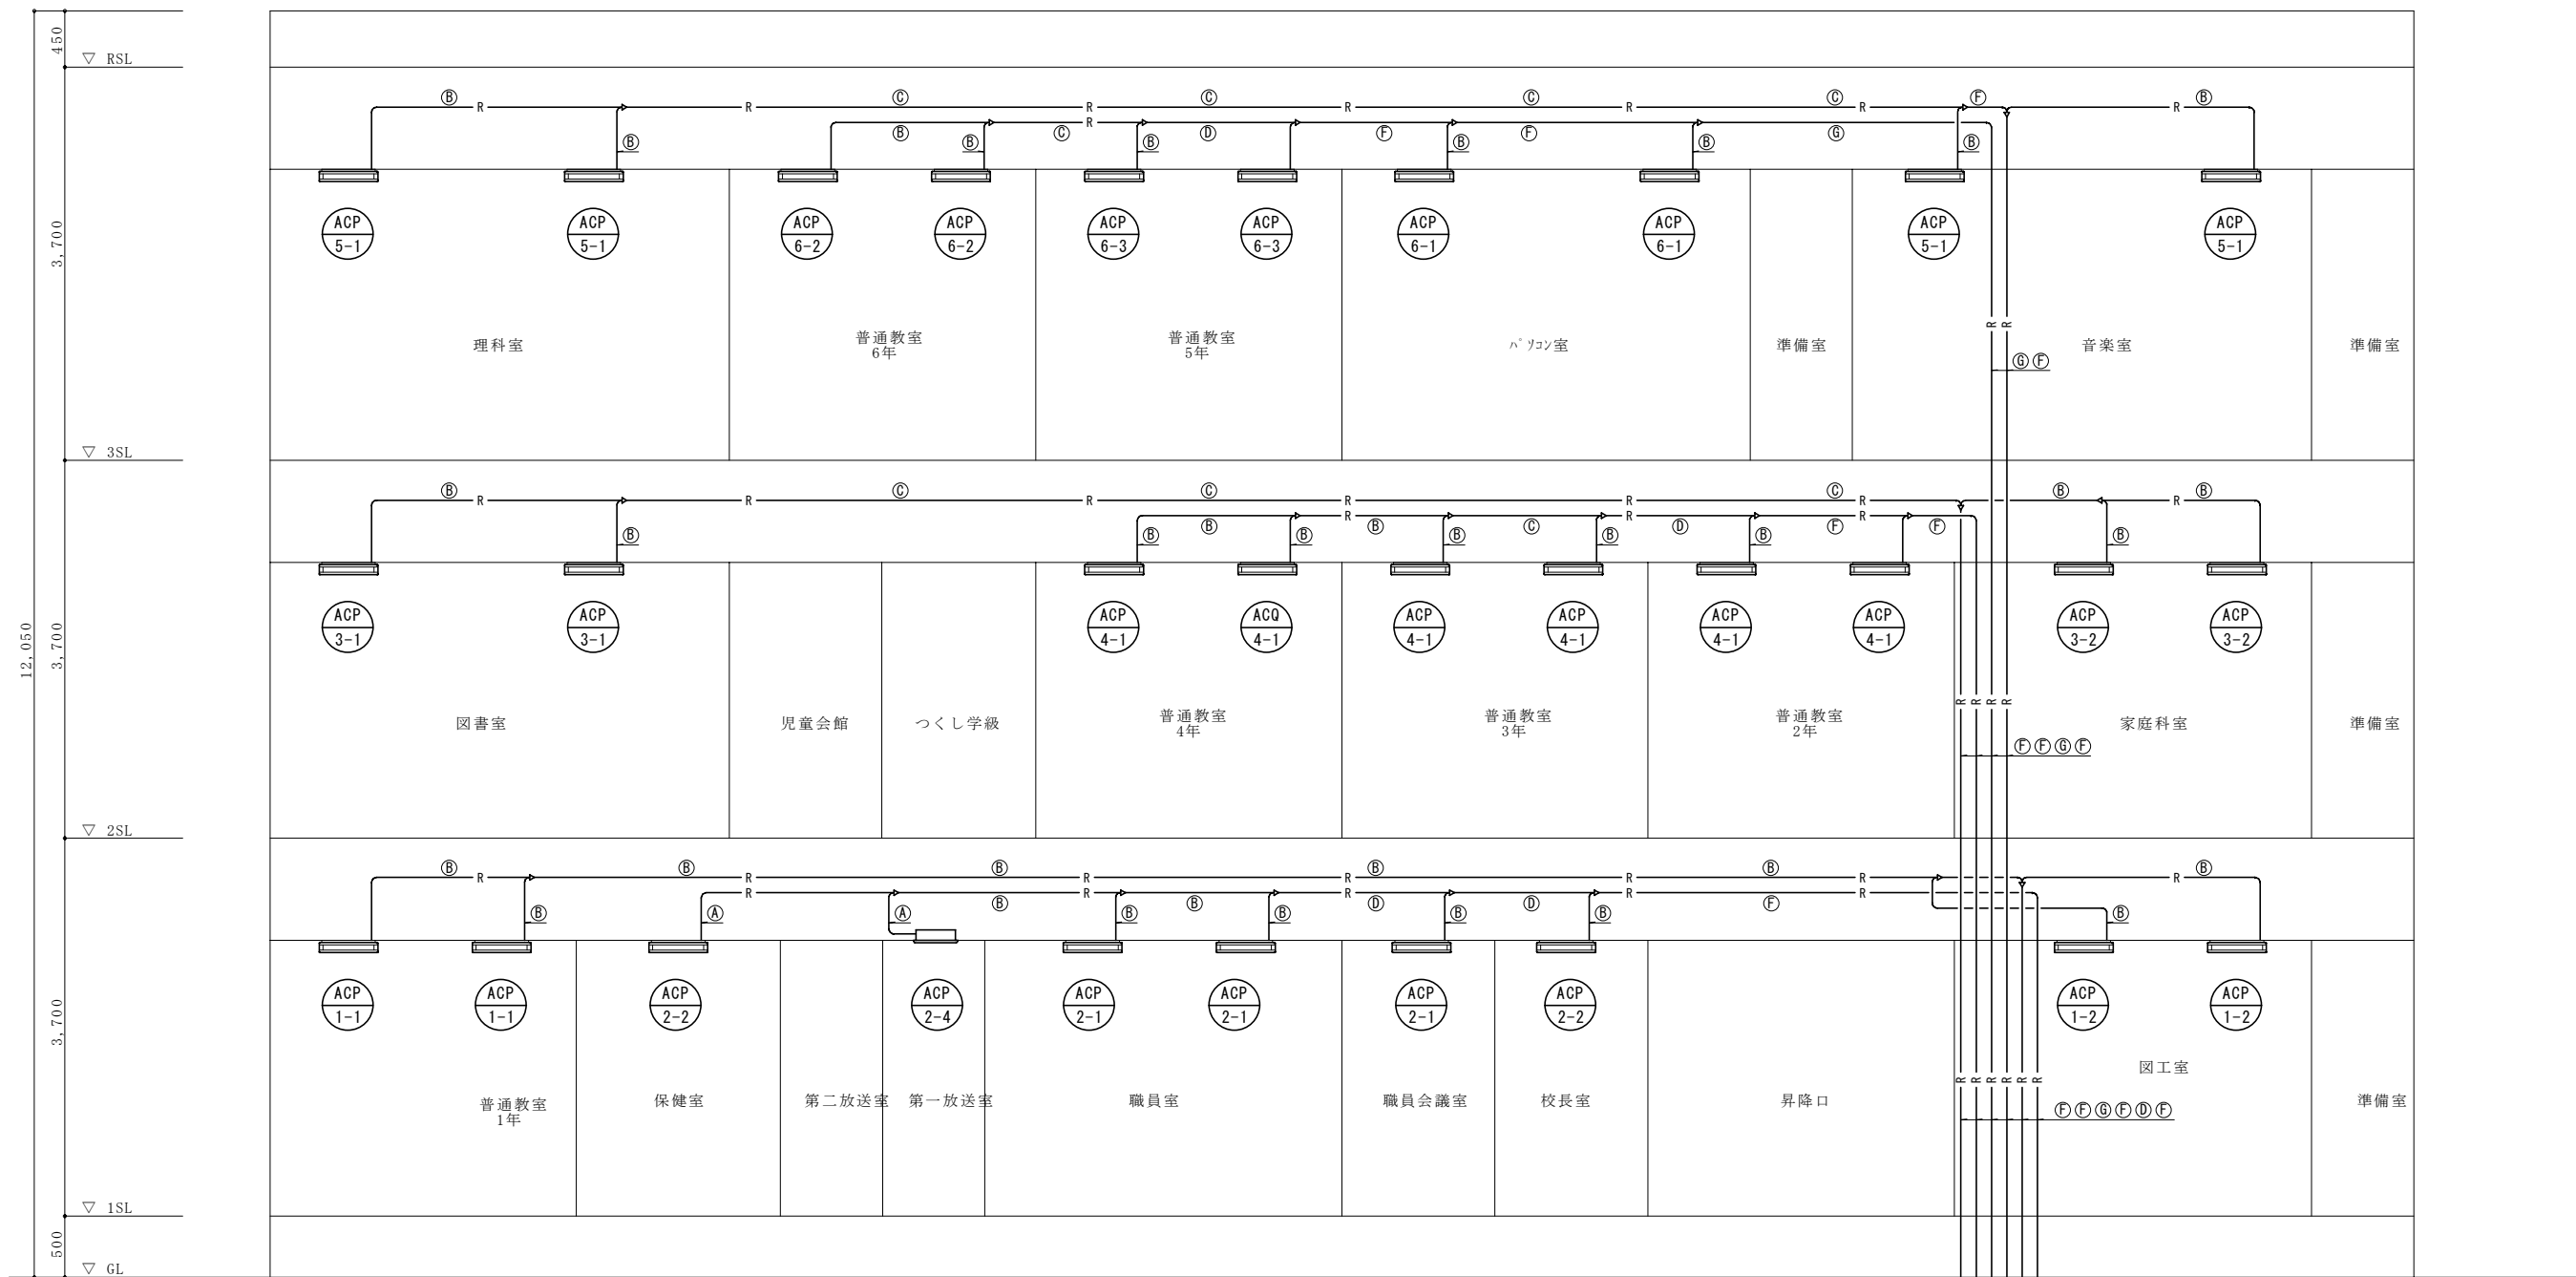 450
▽ RSL
Ⓑ R R Ⓒ R Ⓒ R Ⓒ R Ⓒ R Ⓕ R Ⓑ
Ⓑ Ⓒ R Ⓓ Ⓕ Ⓕ Ⓖ
Ⓑ Ⓑ Ⓑ Ⓑ Ⓑ Ⓑ
ACP 5-1
ACP 5-1
ACP 6-2
ACP 6-2
ACP 6-3
ACP 6-3
ACP 6-1
ACP 6-1
ACP 5-1
ACP 5-1
3,700
理科室
普通教室
6年
普通教室
5年
パソコン室
準備室
音楽室
準備室
R R
ⒼⒻ
▽ 3SL
Ⓑ R R Ⓒ R Ⓒ R R Ⓒ R Ⓑ R Ⓑ
Ⓑ R Ⓑ Ⓒ R Ⓓ Ⓕ R Ⓕ
Ⓑ Ⓑ Ⓑ Ⓑ Ⓑ Ⓑ Ⓑ
ACP 3-1
ACP 3-1
ACP 4-1
ACQ 4-1
ACP 4-1
ACP 4-1
ACP 4-1
ACP 4-1
ACP 3-2
ACP 3-2
12,050
3,700
図書室
児童会館
つくし学級
普通教室
4年
普通教室
3年
普通教室
2年
家庭科室
準備室
R R R R
ⒻⒻⒼⒻ
▽ 2SL
Ⓑ R Ⓑ R Ⓑ R R Ⓑ R Ⓑ R R Ⓑ
R Ⓑ R Ⓑ R Ⓓ Ⓓ R Ⓕ R
Ⓑ Ⓐ Ⓐ Ⓑ Ⓑ Ⓑ Ⓑ Ⓑ
ACP 1-1
ACP 1-1
ACP 2-2
ACP 2-4
ACP 2-1
ACP 2-1
ACP 2-1
ACP 2-2
ACP 1-2
ACP 1-2
3,700
普通教室
1年
保健室
第二放送室
第一放送室
職員室
職員会議室
校長室
昇降口
図工室
準備室
R R R R R R
ⒻⒻⒼⒻⒹⒻ
▽ 1SL
500
▽ GL